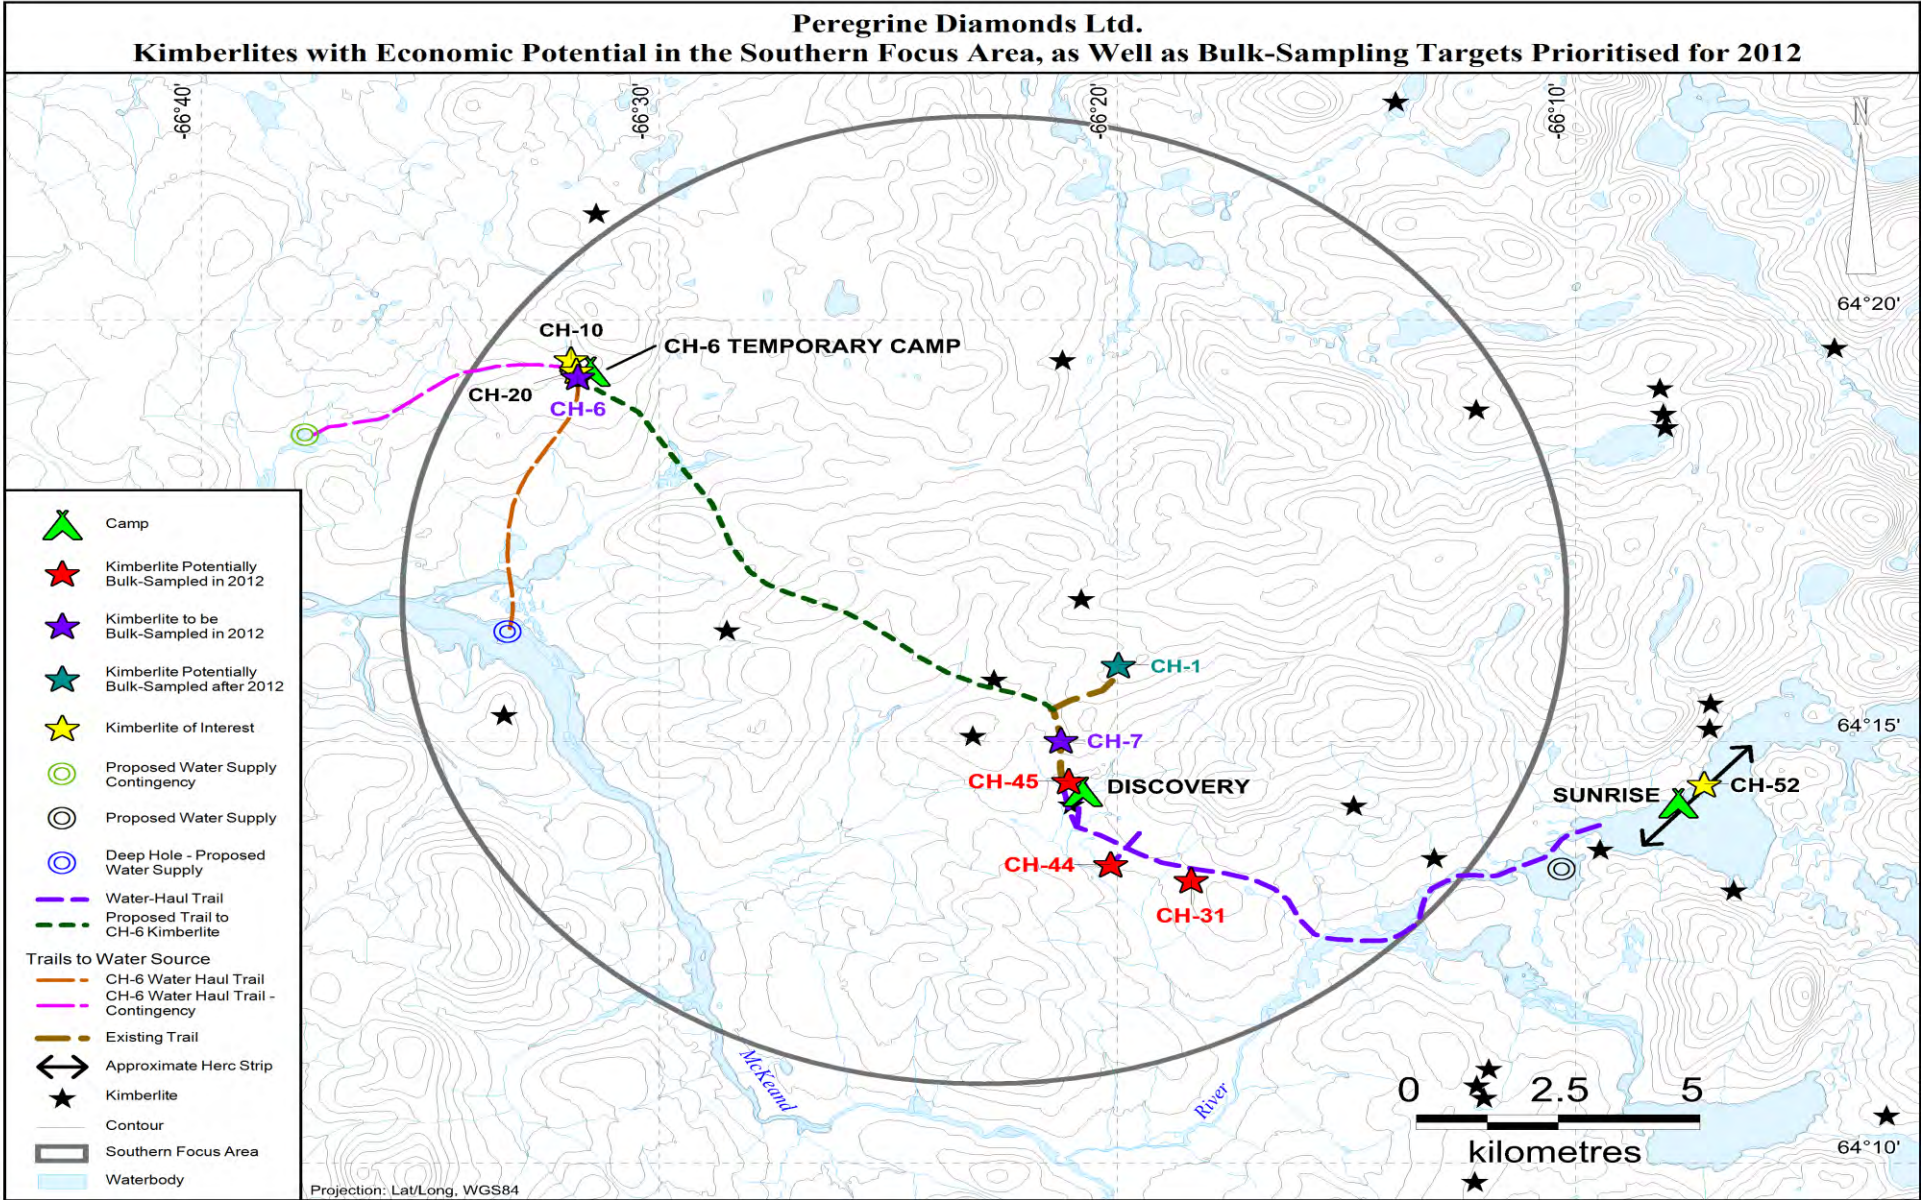 Peregrine Diamonds Ltd.
Kimberlites with Economic Potential in the Southern Focus Area, as Well as Bulk-Sampling Targets Prioritised for 2012
-66°40'
-66°30'
-66°20'
-66°10'
N
64°20'
CH-10
CH-6 TEMPORARY CAMP
CH-20
CH-6
CH-1
64°15'
CH-7
CH-45
DISCOVERY
SUNRISE
CH-52
CH-44
CH-31
McKeand
River
0 2.5 5
kilometres
64°10'
Camp
Kimberlite Potentially
Bulk-Sampled in 2012
Kimberlite to be
Bulk-Sampled in 2012
Kimberlite Potentially
Bulk-Sampled after 2012
Kimberlite of Interest
Proposed Water Supply
Contingency
Proposed Water Supply
Deep Hole - Proposed
Water Supply
Water-Haul Trail
Proposed Trail to
CH-6 Kimberlite
Trails to Water Source
CH-6 Water Haul Trail
CH-6 Water Haul Trail -
Contingency
Existing Trail
Approximate Herc Strip
Kimberlite
Contour
Southern Focus Area
Waterbody
Projection: Lat/Long, WGS84